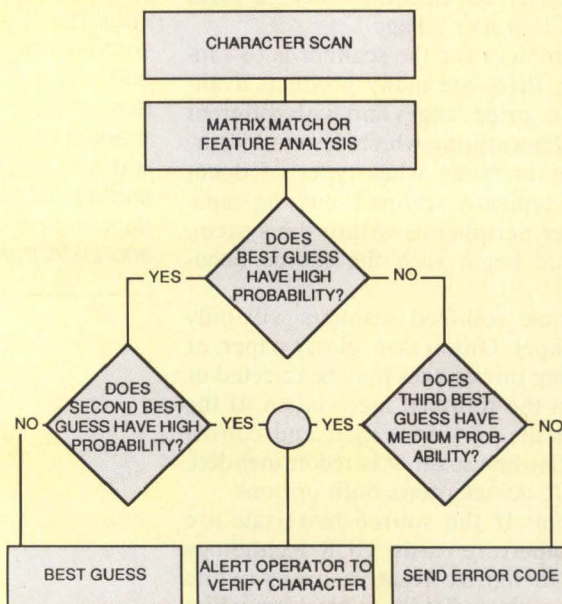 CHARACTER SCAN
MATRIX MATCH OR
FEATURE ANALYSIS
DOES
BEST GUESS
HAVE HIGH
PROBABILITY?
YES
NO
DOES
SECOND BEST
GUESS HAVE HIGH
PROBABILITY?
DOES
THIRD BEST
GUESS HAVE
MEDIUM PROB-
ABILITY?
NO
YES
YES
NO
BEST GUESS
ALERT OPERATOR TO
VERIFY CHARACTER
SEND ERROR CODE